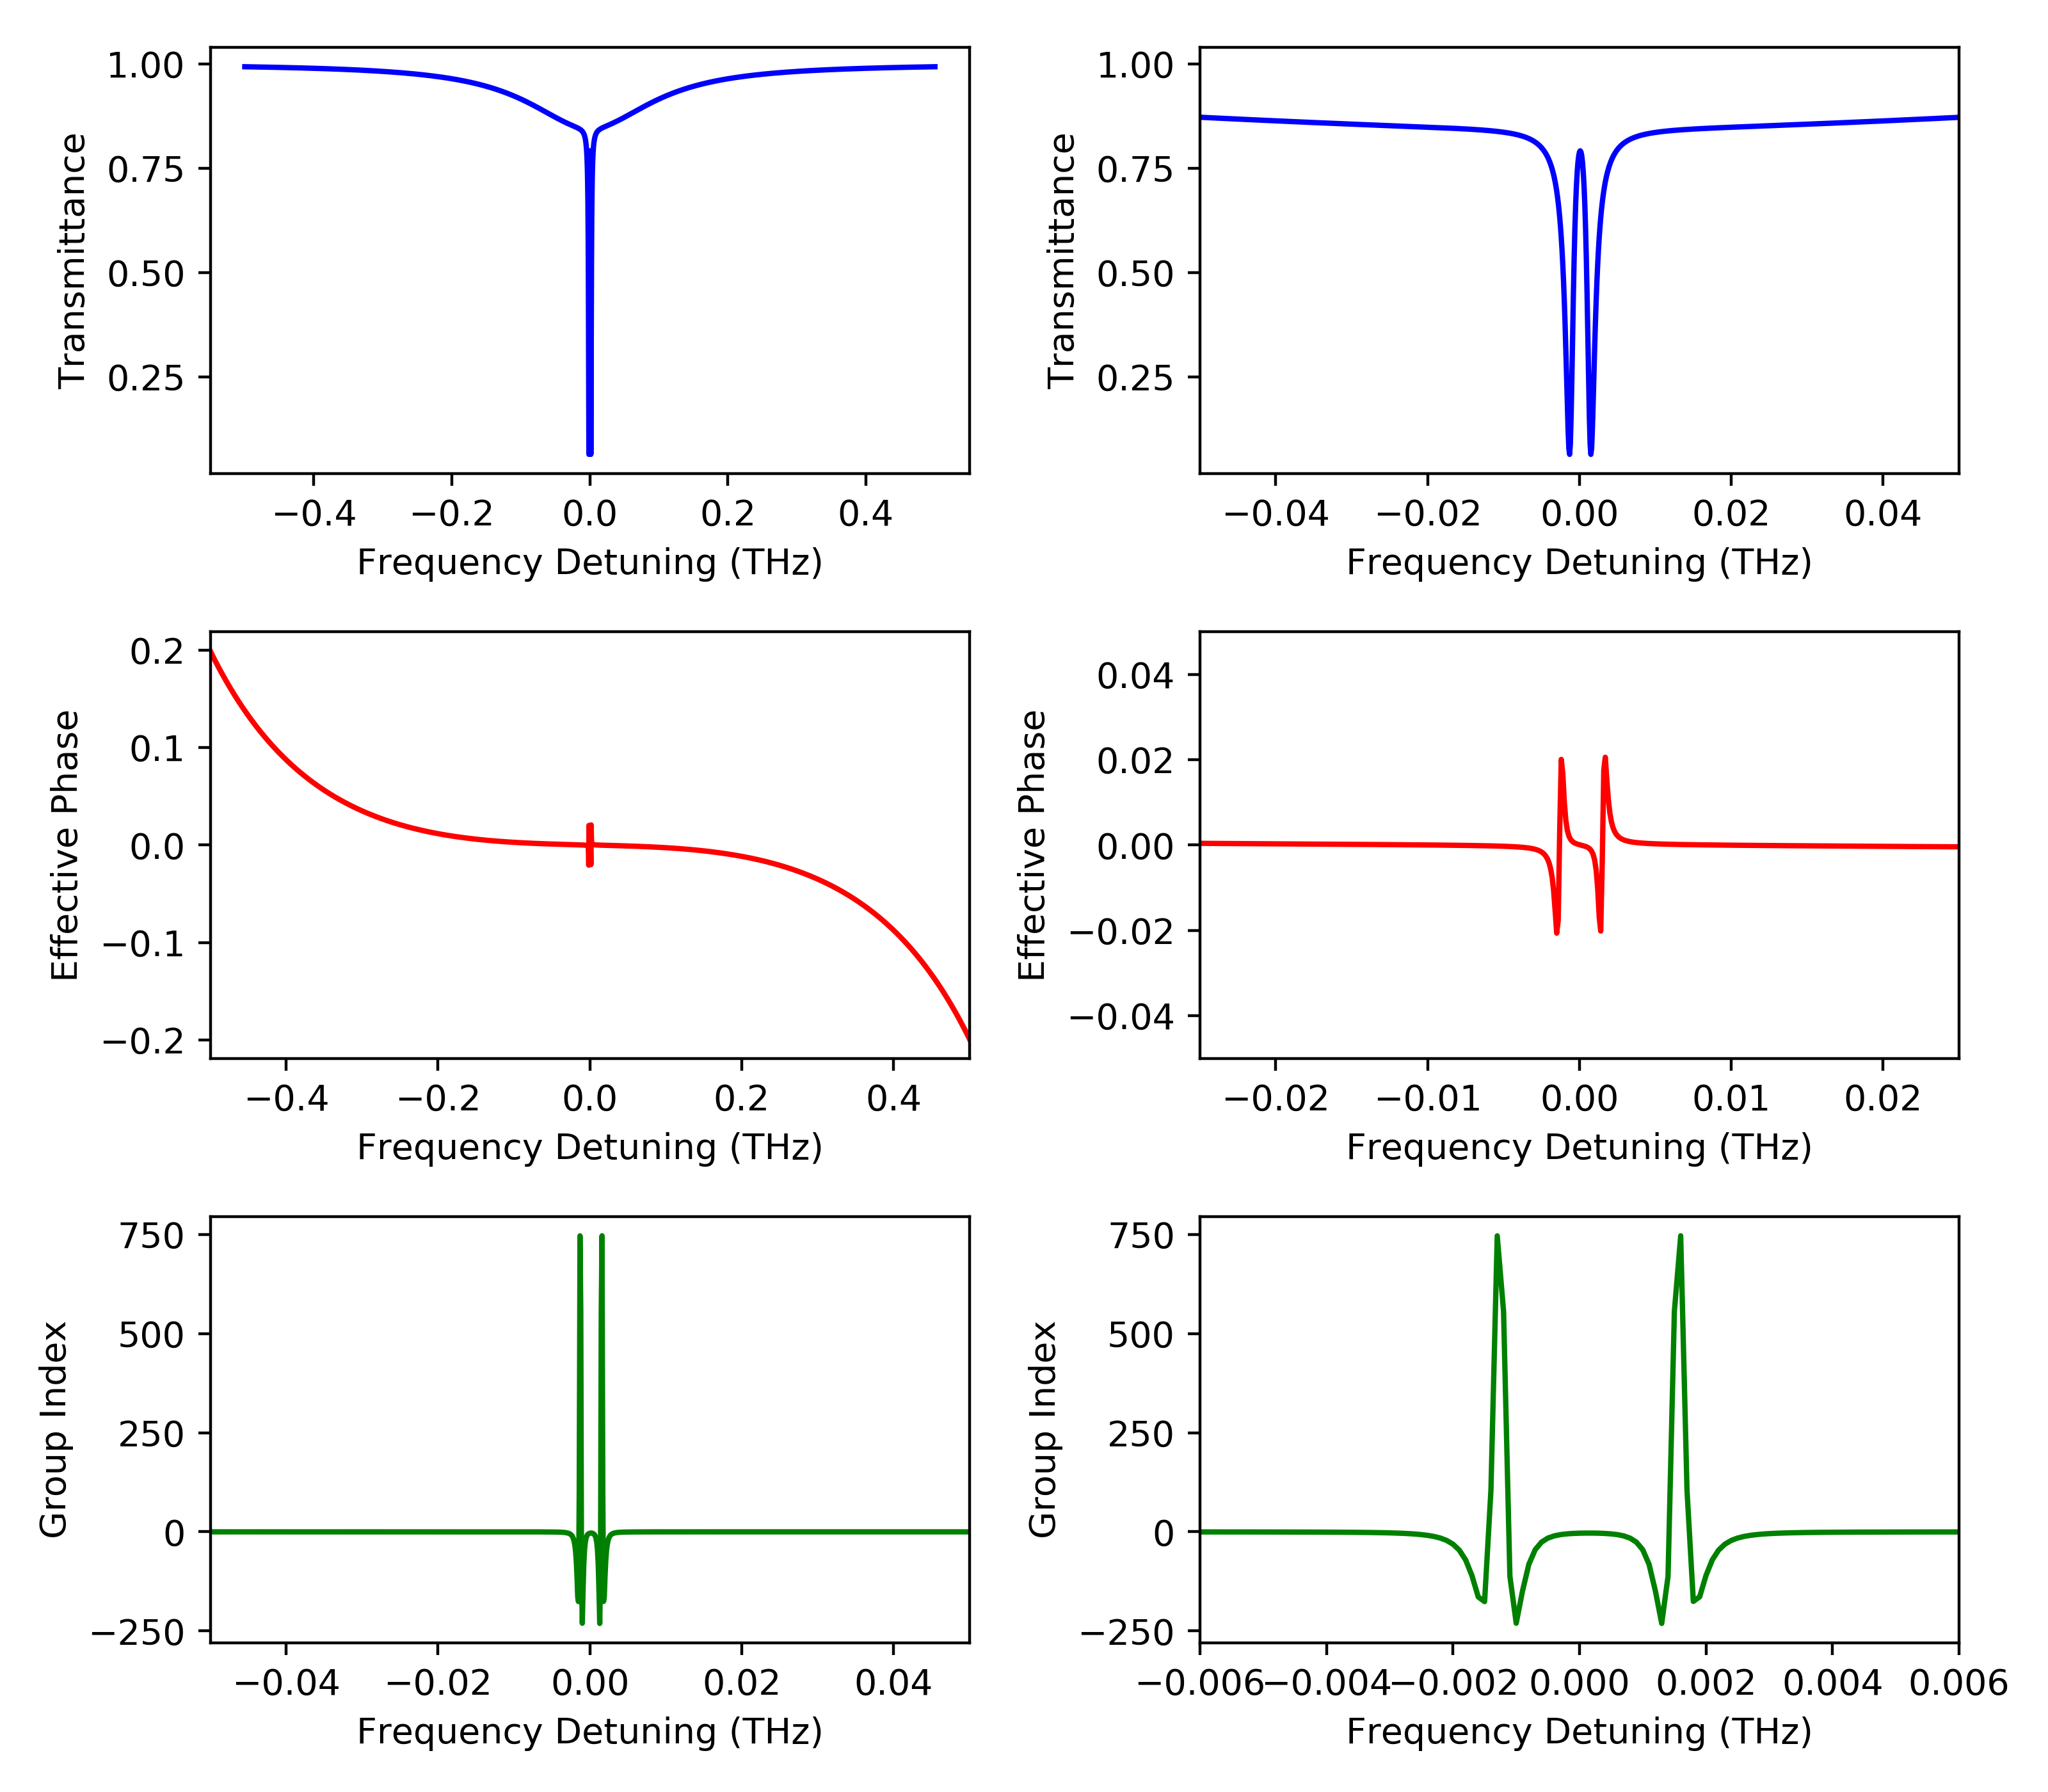 1.00
0.75
0.50
0.25
Transmittance
−0.4 −0.2 0.0 0.2 0.4
Frequency Detuning (THz)
1.00
0.75
0.50
0.25
Transmittance
−0.04 −0.02 0.00 0.02 0.04
Frequency Detuning (THz)
0.2
0.1
0.0
−0.1
−0.2
Effective Phase
−0.4 −0.2 0.0 0.2 0.4
Frequency Detuning (THz)
0.04
0.02
0.00
−0.02
−0.04
Effective Phase
−0.02 −0.01 0.00 0.01 0.02
Frequency Detuning (THz)
750
500
250
0
−250
Group Index
−0.04 −0.02 0.00 0.02 0.04
Frequency Detuning (THz)
750
500
250
0
−250
Group Index
−0.006 −0.004 −0.002 0.000 0.002 0.004 0.006
Frequency Detuning (THz)